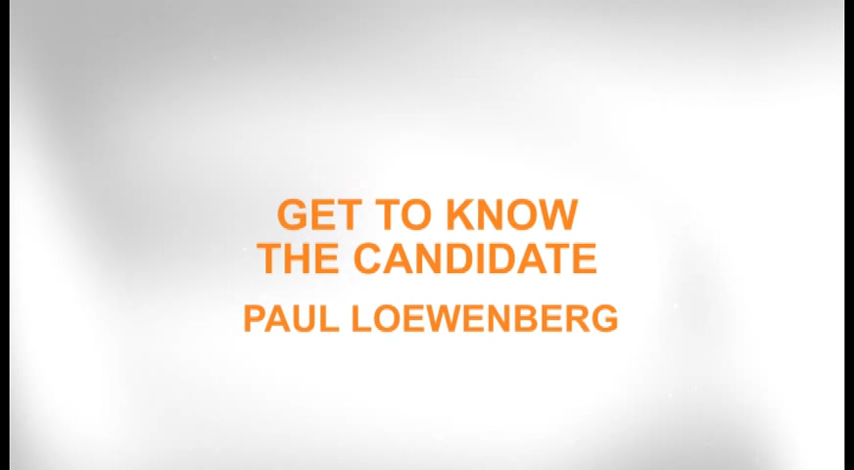 GET TO KNOW
THE CANDIDATE
PAUL LOEWENBERG